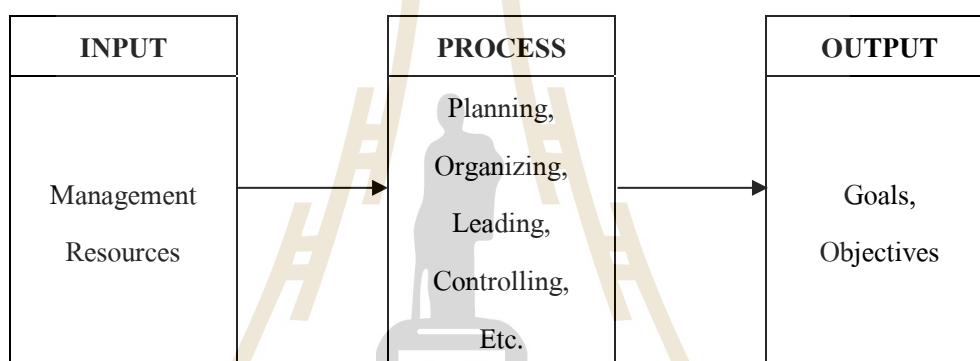 INPUT
Management
Resources
PROCESS
Planning,
Organizing,
Leading,
Controlling,
Etc.
OUTPUT
Goals,
Objectives